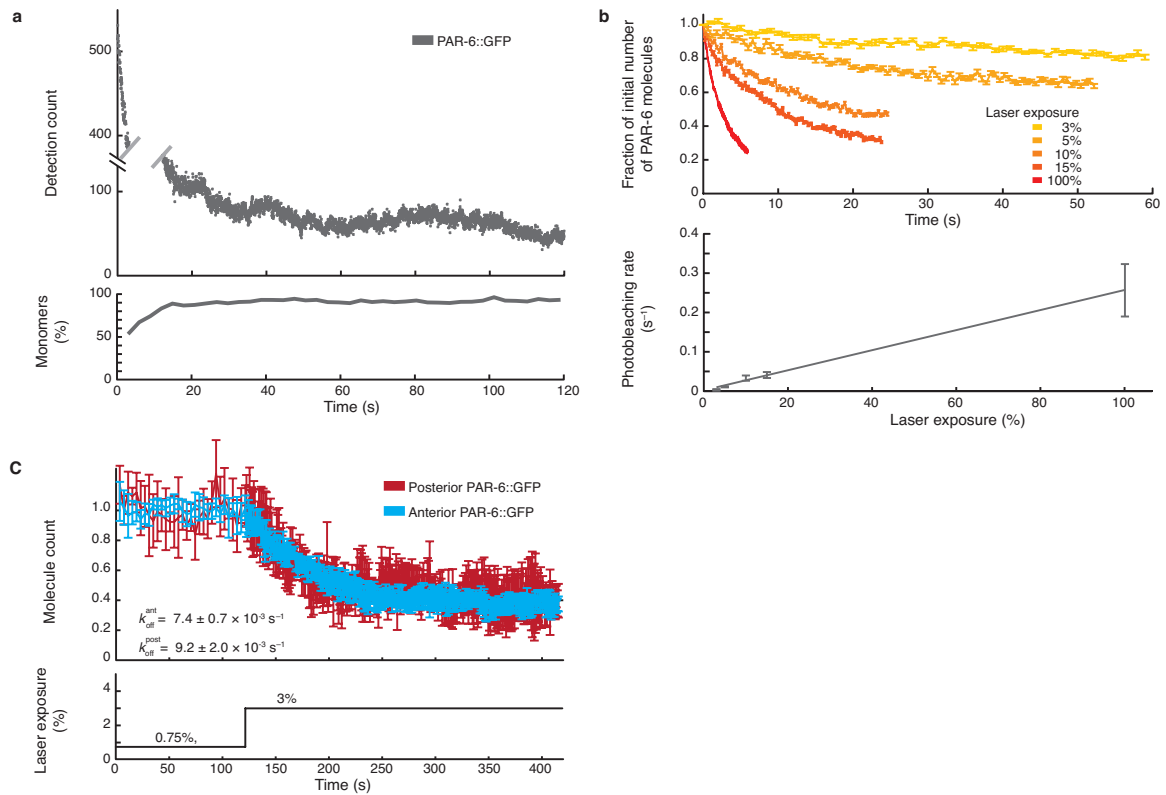 a
500
400
100
0
Detection count
PAR-6::GFP
100
50
0
Monomers
(%)
0 20 40 60 80 100 120
Time (s)
b
1.0
0.8
0.6
0.4
0.2
0
Fraction of initial number
of PAR-6 molecules
Laser exposure
3%
5%
10%
15%
100%
0 10 20 30 40 50 60
Time (s)
0.4
0.3
0.2
0.1
0
Photobleaching rate
(s⁻¹)
0 20 40 60 80 100
Laser exposure (%)
C
1.0
0.8
0.6
0.4
0.2
0
Molecule count
Posterior PAR-6::GFP
Anterior PAR-6::GFP
k_off^ant = 7.4 ± 0.7 × 10⁻³ s⁻¹
k_off^post = 9.2 ± 2.0 × 10⁻³ s⁻¹
4
2
0
Laser exposure
(%)
0.75%,
3%
0 50 100 150 200 250 300 350 400
Time (s)